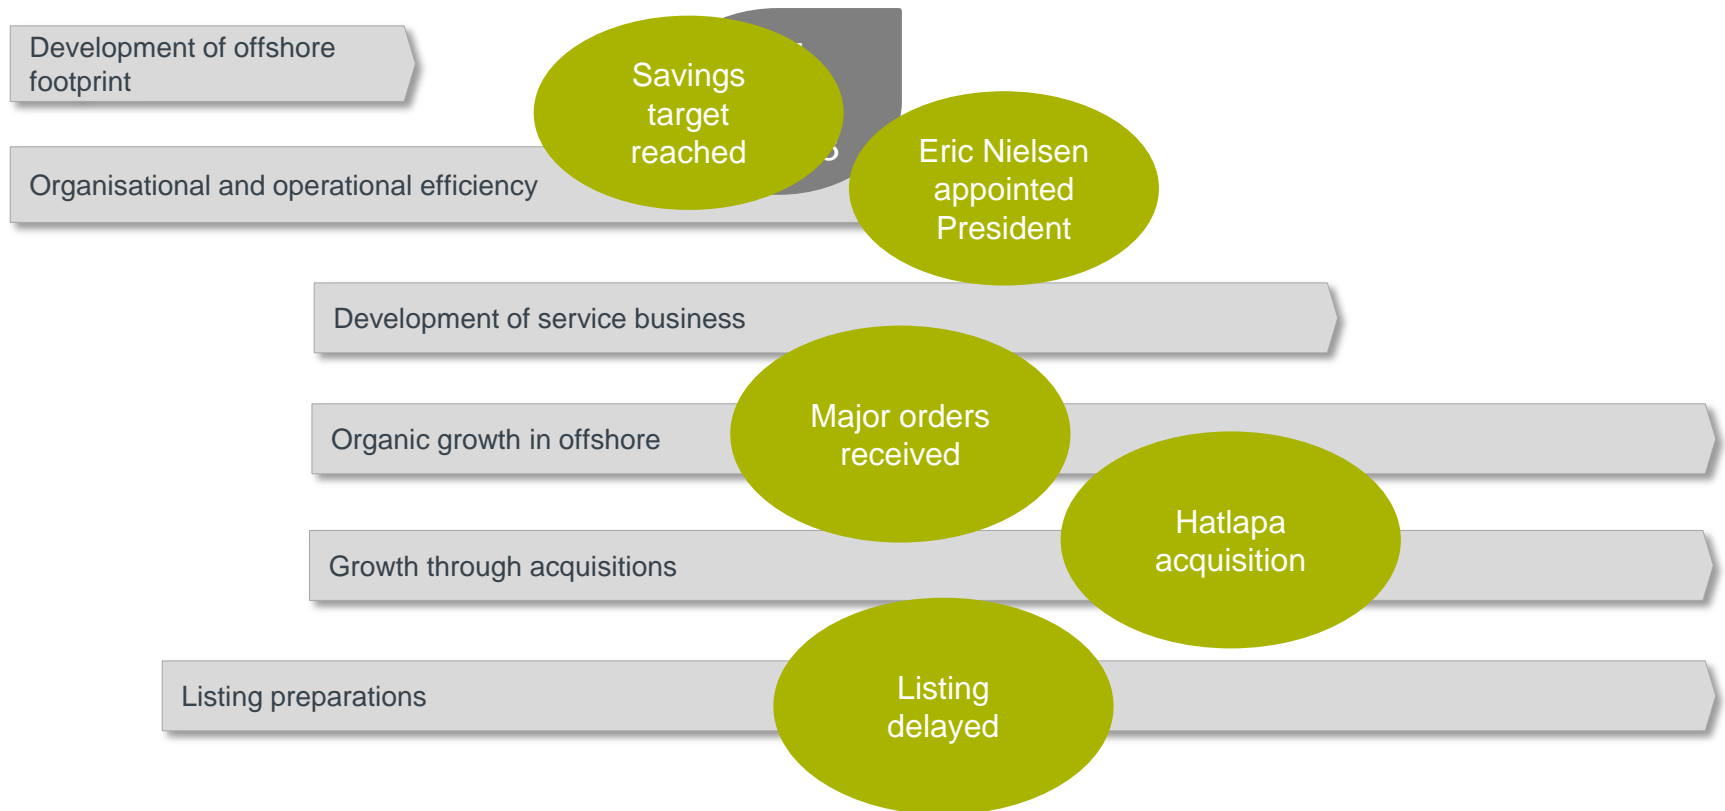 Development of offshore
footprint
Savings
target
reached
Eric Nielsen
appointed
President
Organisational and operational efficiency
Development of service business
Major orders
received
Organic growth in offshore
Hatlapa
acquisition
Growth through acquisitions
Listing
delayed
Listing preparations